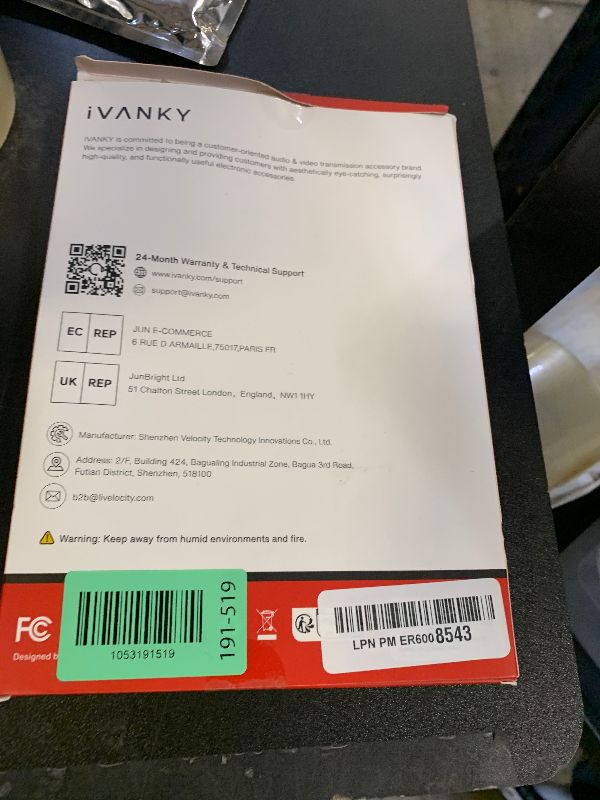 iVANKY
iVANKY is committed to being a customer-oriented audio & video transmission accessory brand.
We specialize in designing and providing customers with aesthetically eye-catching, surprisingly
high-quality, and functionally useful electronic accessories.
24-Month Warranty & Technical Support
www.ivanky.com/support
support@ivanky.com
EC REP
JUN E-COMMERCE
6 RUE D ARMAILLE,75017,PARIS FR
UK REP
JunBright Ltd
51 Chalton Street London, England, NW1 1HY
Manufacturer: Shenzhen Velocity Technology Innovations Co., Ltd.
Address: 2/F, Building 424, Bagualing Industrial Zone, Bagua 3rd Road,
Futian District, Shenzhen, 518100
b2b@livelocity.com
Warning: Keep away from humid environments and fire.
FC
Designed b
1053191519
191-519
LPN PM ER6008543